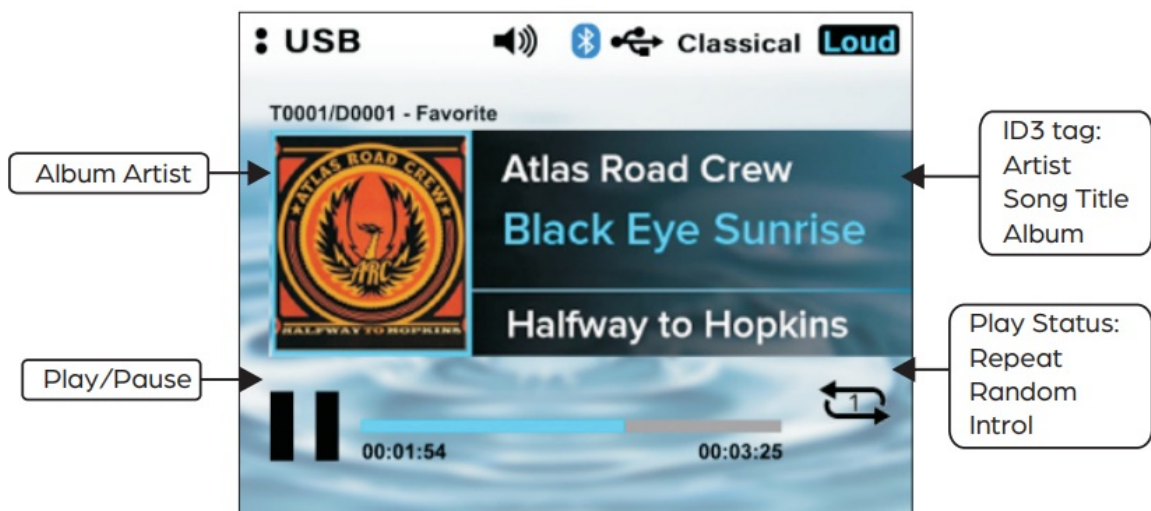 USB
Classical
Loud
T0001/D0001 - Favorite
Album Artist
ATLAS ROAD CREW
ARC
HALFWAY TO HOPKINS
Atlas Road Crew
Black Eye Sunrise
Halfway to Hopkins
ID3 tag:
Artist
Song Title
Album
Play/Pause
00:01:54
00:03:25
1
Play Status:
Repeat
Random
Introl